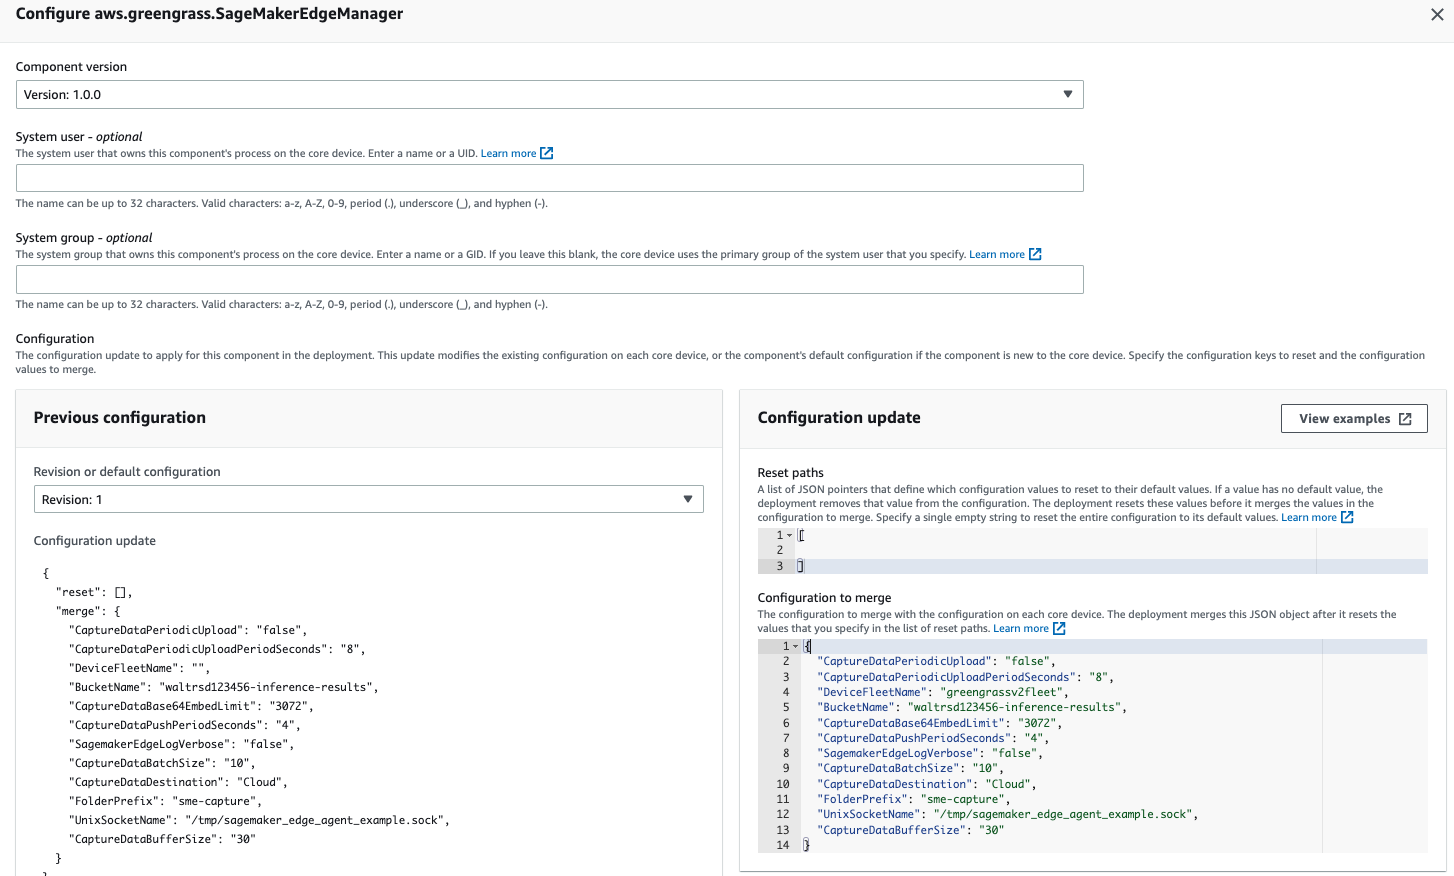 Configure aws.greengrass.SageMakerEdgeManager
Component version
Version: 1.0.0
System user - optional
The system user that owns this component's process on the core device. Enter a name or a UID. Learn more
The name can be up to 32 characters. Valid characters: a-z, A-Z, 0-9, period (.), underscore (_), and hyphen (-).
System group - optional
The system group that owns this component's process on the core device. Enter a name or a GID. If you leave this blank, the core device uses the primary group of the system user that you specify. Learn more
The name can be up to 32 characters. Valid characters: a-z, A-Z, 0-9, period (.), underscore (_), and hyphen (-).
Configuration
The configuration update to apply for this component in the deployment. This update modifies the existing configuration on each core device, or the component's default configuration if the component is new to the core device. Specify the configuration keys to reset and the configuration
values to merge.
Previous configuration
Revision or default configuration
Revision: 1
Configuration update
{
"reset": [],
"merge": {
"CaptureDataPeriodicUpload": "false",
"CaptureDataPeriodicUploadPeriodSeconds": "8",
"DeviceFleetName": "",
"BucketName": "waltrsd123456-inference-results",
"CaptureDataBase64EmbedLimit": "3072",
"CaptureDataPushPeriodSeconds": "4",
"SagemakerEdgeLogVerbose": "false",
"CaptureDataBatchSize": "10",
"CaptureDataDestination": "Cloud",
"FolderPrefix": "sme-capture",
"UnixSocketName": "/tmp/sagemaker_edge_agent_example.sock",
"CaptureDataBufferSize": "30"
}
Configuration update
View examples
Reset paths
A list of JSON pointers that define which configuration values to reset to their default values. If a value has no default value, the
deployment removes that value from the configuration. The deployment resets these values before it merges the values in the
configuration to merge. Specify a single empty string to reset the entire configuration to its default values. Learn more
1 [
2
3 ]
Configuration to merge
The configuration to merge with the configuration on each core device. The deployment merges this JSON object after it resets the
values that you specify in the list of reset paths. Learn more
1 {
2 "CaptureDataPeriodicUpload": "false",
3 "CaptureDataPeriodicUploadPeriodSeconds": "8",
4 "DeviceFleetName": "greengrassv2fleet",
5 "BucketName": "waltrsd123456-inference-results",
6 "CaptureDataBase64EmbedLimit": "3072",
7 "CaptureDataPushPeriodSeconds": "4",
8 "SagemakerEdgeLogVerbose": "false",
9 "CaptureDataBatchSize": "10",
10 "CaptureDataDestination": "Cloud",
11 "FolderPrefix": "sme-capture",
12 "UnixSocketName": "/tmp/sagemaker_edge_agent_example.sock",
13 "CaptureDataBufferSize": "30"
14 }